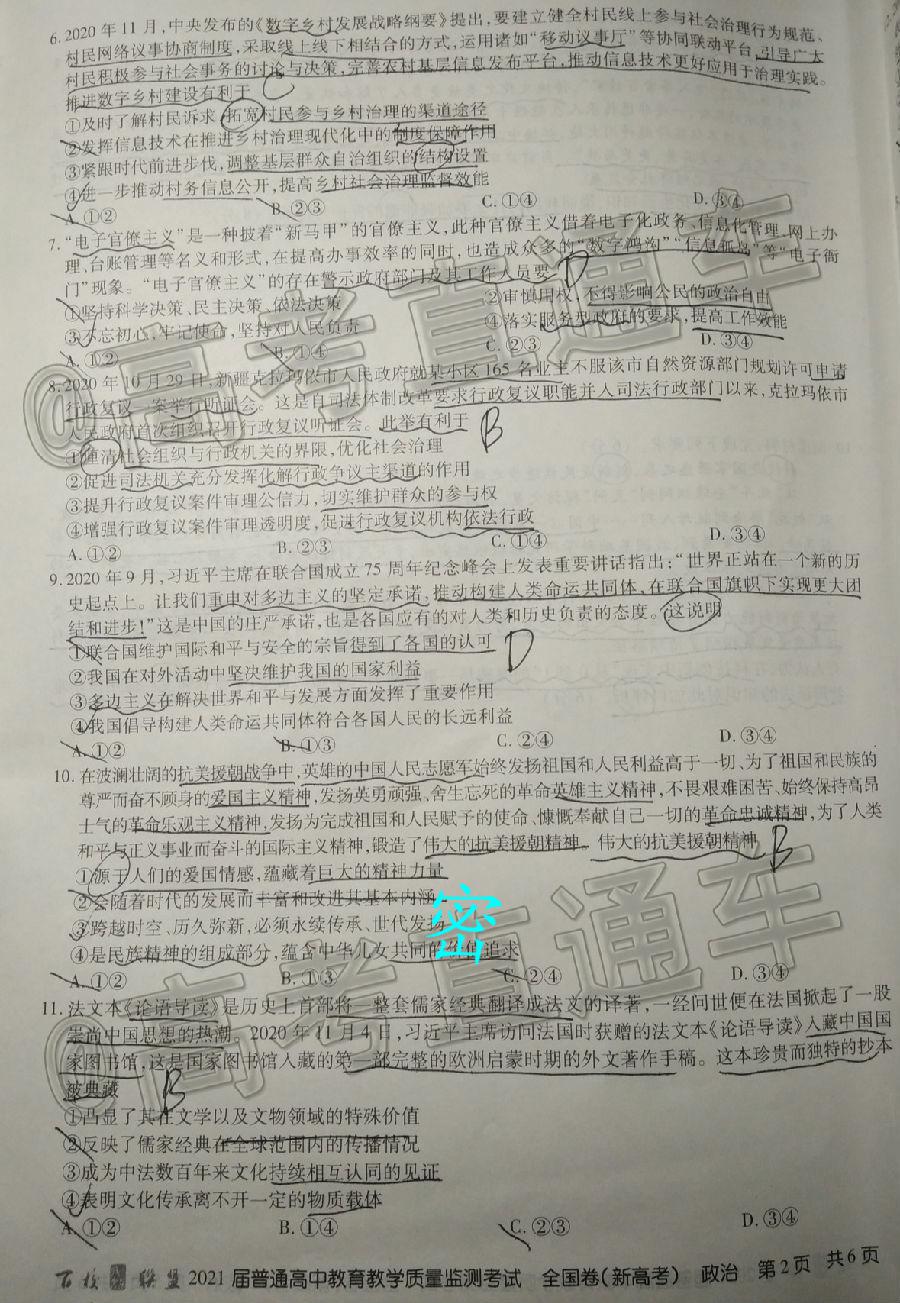 6. 2020年11月,中央发布的《数字乡村发展战略纲要》提出,要建立健全村民线上参与社会治理行为规范、
村民网络议事协商制度,采取线上线下相结合的方式,运用诸如“移动议事厅”等协同联动平台,引导广大
村民积极参与社会事务的讨论与决策,完善农村基层信息发布平台,推动信息技术更好应用于治理实践。
推进数字乡村建设有利于 C
①及时了解村民诉求,拓宽村民参与乡村治理的渠道途径
②发挥信息技术在推进乡村治理现代化中的制度保障作用
③紧跟时代前进步伐,调整基层群众自治组织的结构设置
④进一步推动村务信息公开,提高乡村社会治理监督效能
A. ①② B. ②③ C. ①④ D. ③④
7. “电子官僚主义”是一种披着“新马甲”的官僚主义,此种官僚主义借着电子化政务、信息化管理、网上办
理,台账管理等名义和形式,在提高办事效率的同时,也造成众多的“数字鸿沟”“信息孤岛”等“电子衙
门”现象。“电子官僚主义”的存在警示政府部门及其工作人员要 D
①坚持科学决策、民主决策、依法决策 ②审慎用权,不得影响公民的政治自由
③不忘初心,牢记使命,坚持对人民负责 ④落实服务型政府的要求,提高工作效能
A. ①② B. ①④ C. ②③ D. ③④
8. 2020年10月29日,新疆克拉玛依市人民政府就某小区165名业主不服该市自然资源部门规划许可申请
行政复议一案举行听证会。这是自司法体制改革要求行政复议职能并入司法行政部门以来,克拉玛依市
人民政府首次组织召开行政复议听证会。此举有利于 B
①廓清社会组织与行政机关的界限,优化社会治理
②促进司法机关充分发挥化解行政争议主渠道的作用
③提升行政复议案件审理公信力,切实维护群众的参与权
④增强行政复议案件审理透明度,促进行政复议机构依法行政
A. ①② B. ②③ C. ①④ D. ③④
9. 2020年9月,习近平主席在联合国成立75周年纪念峰会上发表重要讲话指出:“世界正站在一个新的历
史起点上。让我们重申对多边主义的坚定承诺,推动构建人类命运共同体,在联合国旗帜下实现更大团
结和进步!”这是中国的庄严承诺,也是各国应有的对人类和历史负责的态度。这说明
①联合国维护国际和平与安全的宗旨得到了各国的认可 D
②我国在对外活动中坚决维护我国的国家利益
③多边主义在解决世界和平与发展方面发挥了重要作用
④我国倡导构建人类命运共同体符合各国人民的长远利益
A. ①② B. ①③ C. ②④ D. ③④
10. 在波澜壮阔的抗美援朝战争中,英雄的中国人民志愿军始终发扬祖国和人民利益高于一切、为了祖国和民族的
尊严而奋不顾身的爱国主义精神,发扬英勇顽强、舍生忘死的革命英雄主义精神,不畏艰难困苦、始终保持高昂
士气的革命乐观主义精神,发扬为完成祖国和人民赋予的使命、慷慨奉献自己一切的革命忠诚精神,为了人类
和平与正义事业而奋斗的国际主义精神,锻造了伟大的抗美援朝精神。伟大的抗美援朝精神 B
①源于人们的爱国情感,蕴藏着巨大的精神力量
②会随着时代的发展而丰富和改进其基本内涵
③跨越时空、历久弥新,必须永续传承、世代发扬
④是民族精神的组成部分,蕴含中华儿女共同的价值追求
A. ①② B. ①③ C. ②④ D. ③④
11. 法文本《论语导读》是历史上首部将一整套儒家经典翻译成法文的译著,一经问世便在法国掀起了一股
崇尚中国思想的热潮。2020年11月4日,习近平主席访问法国时获赠的法文本《论语导读》入藏中国国
家图书馆,这是国家图书馆入藏的第一部完整的欧洲启蒙时期的外文著作手稿。这本珍贵而独特的抄本
被典藏 B
①凸显了其在文学以及文物领域的特殊价值
②反映了儒家经典在全球范围内的传播情况
③成为中法数百年来文化持续相互认同的见证
④表明文化传承离不开一定的物质载体
A. ①② B. ①④ C. ②③ D. ③④
百校联盟 2021届普通高中教育教学质量监测考试 全国卷(新高考) 政治 第2页 共6页
@高考直通车
@高考直通车
密